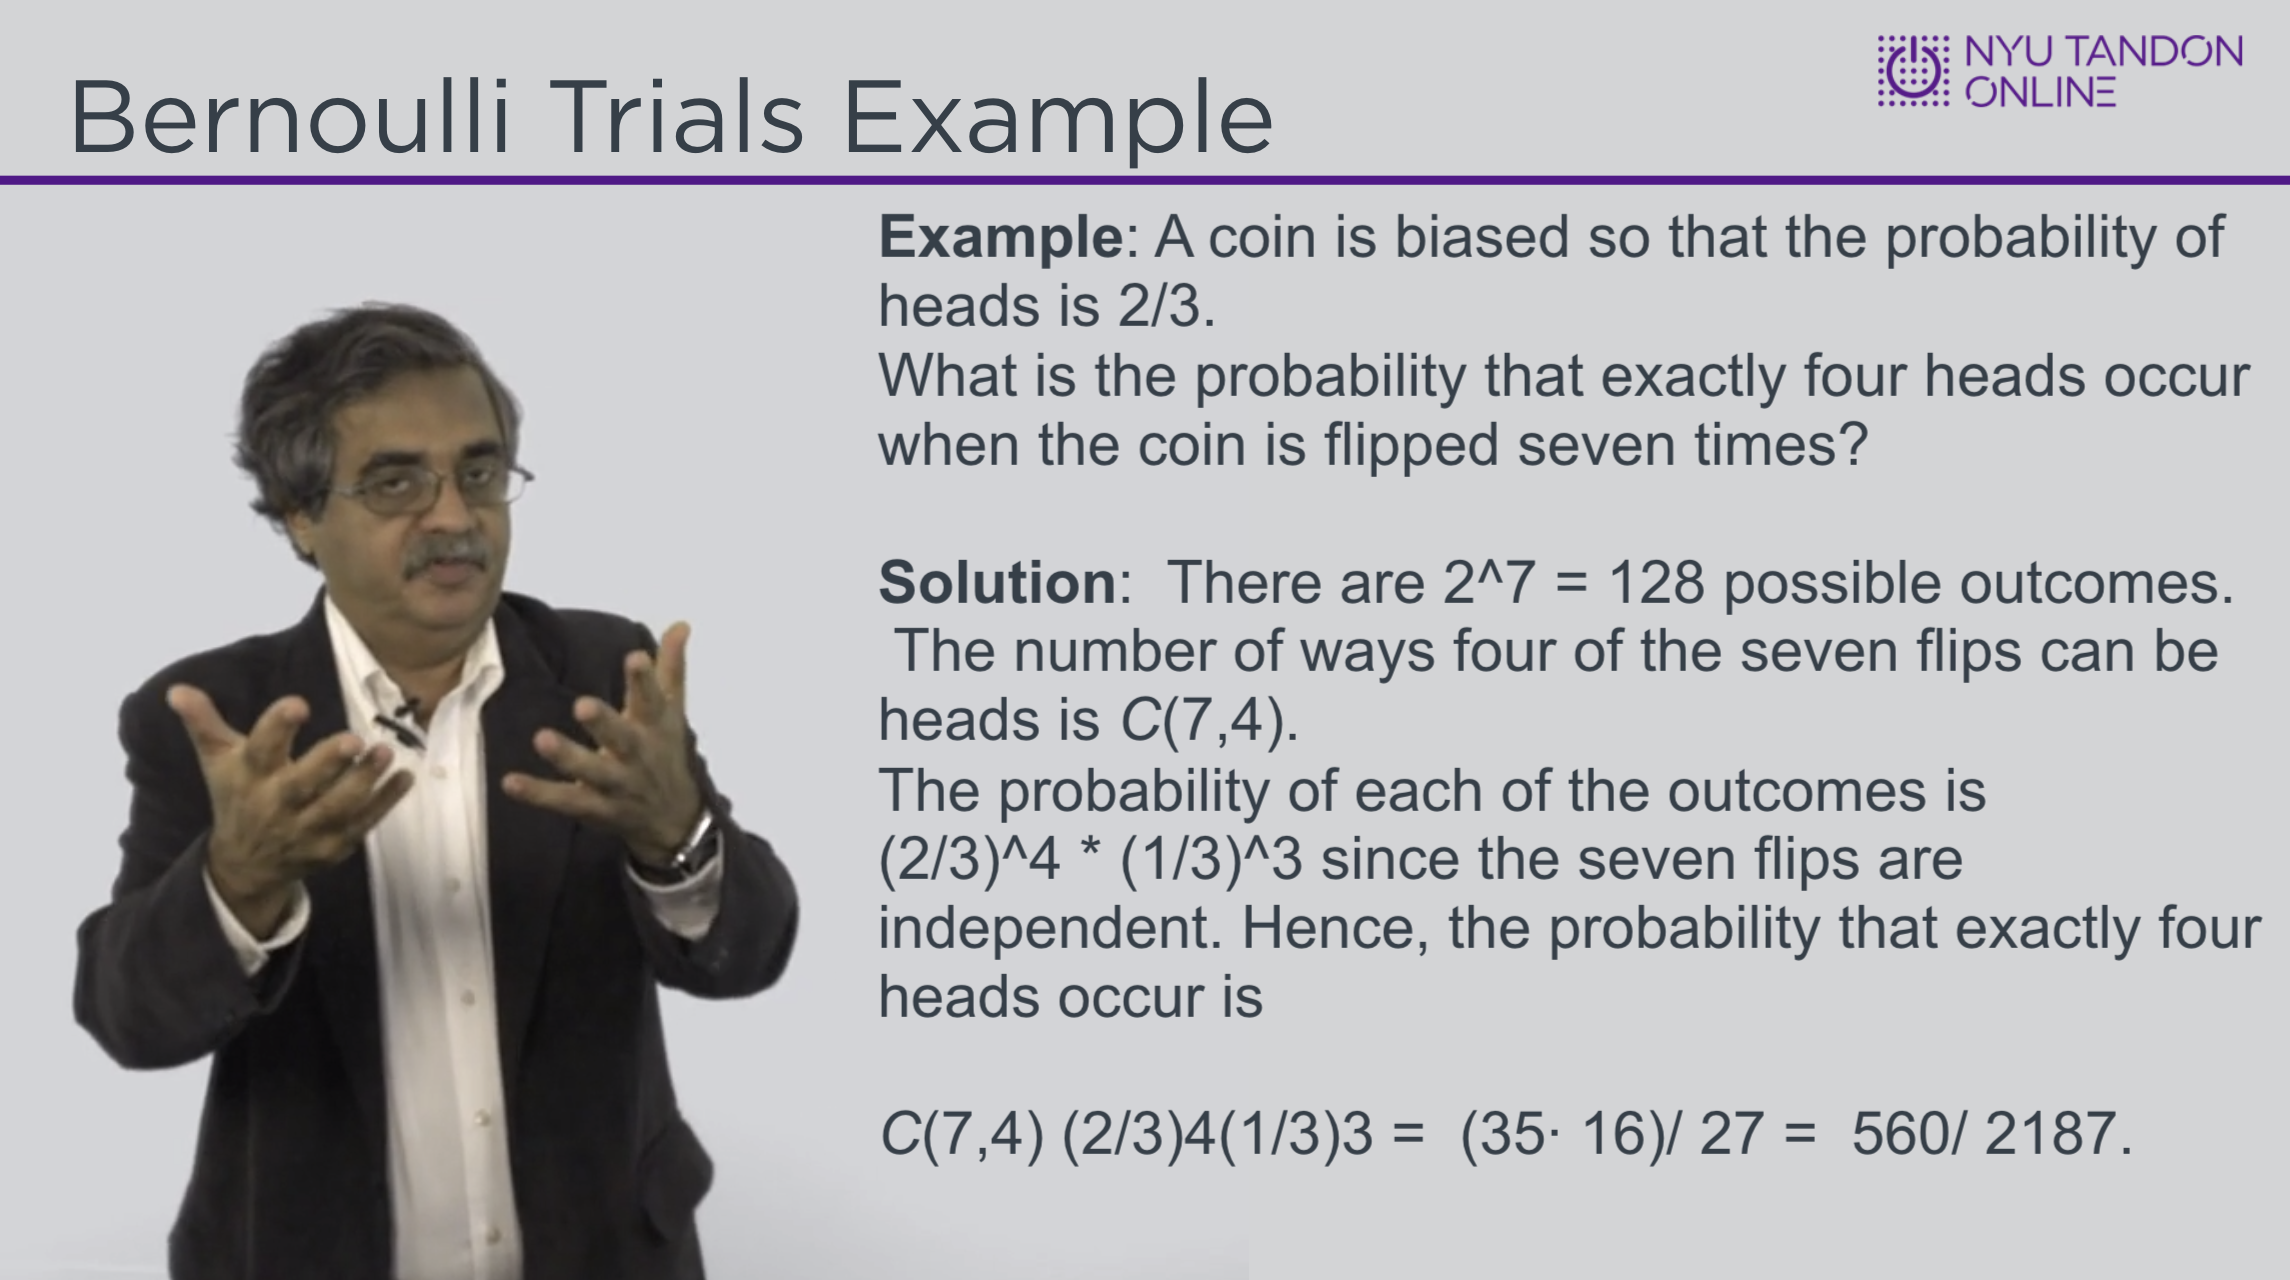 Bernoulli Trials Example
NYU TANDON
ONLINE
Example: A coin is biased so that the probability of
heads is 2/3.
What is the probability that exactly four heads occur
when the coin is flipped seven times?
Solution:  There are 2^7 = 128 possible outcomes.
The number of ways four of the seven flips can be
heads is C(7,4).
The probability of each of the outcomes is
(2/3)^4 * (1/3)^3 since the seven flips are
independent. Hence, the probability that exactly four
heads occur is
C(7,4) (2/3)4(1/3)3 =  (35· 16)/ 27 =  560/ 2187.